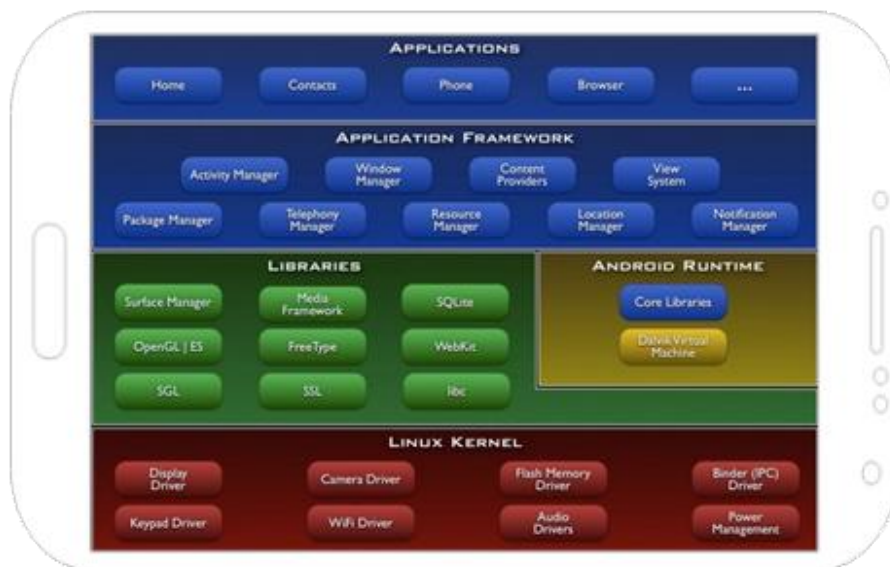 APPLICATIONS
Home Contacts Phone Browser ...
APPLICATION FRAMEWORK
Activity Manager Window Manager Content Providers View System
Package Manager Telephony Manager Resource Manager Location Manager Notification Manager
LIBRARIES
Surface Manager Media Framework SQLite
OpenGL | ES FreeType WebKit
SGL SSL libc
ANDROID RUNTIME
Core Libraries
Dalvik Virtual Machine
LINUX KERNEL
Display Driver Camera Driver Flash Memory Driver Binder (IPC) Driver
Keypad Driver WiFi Driver Audio Drivers Power Management